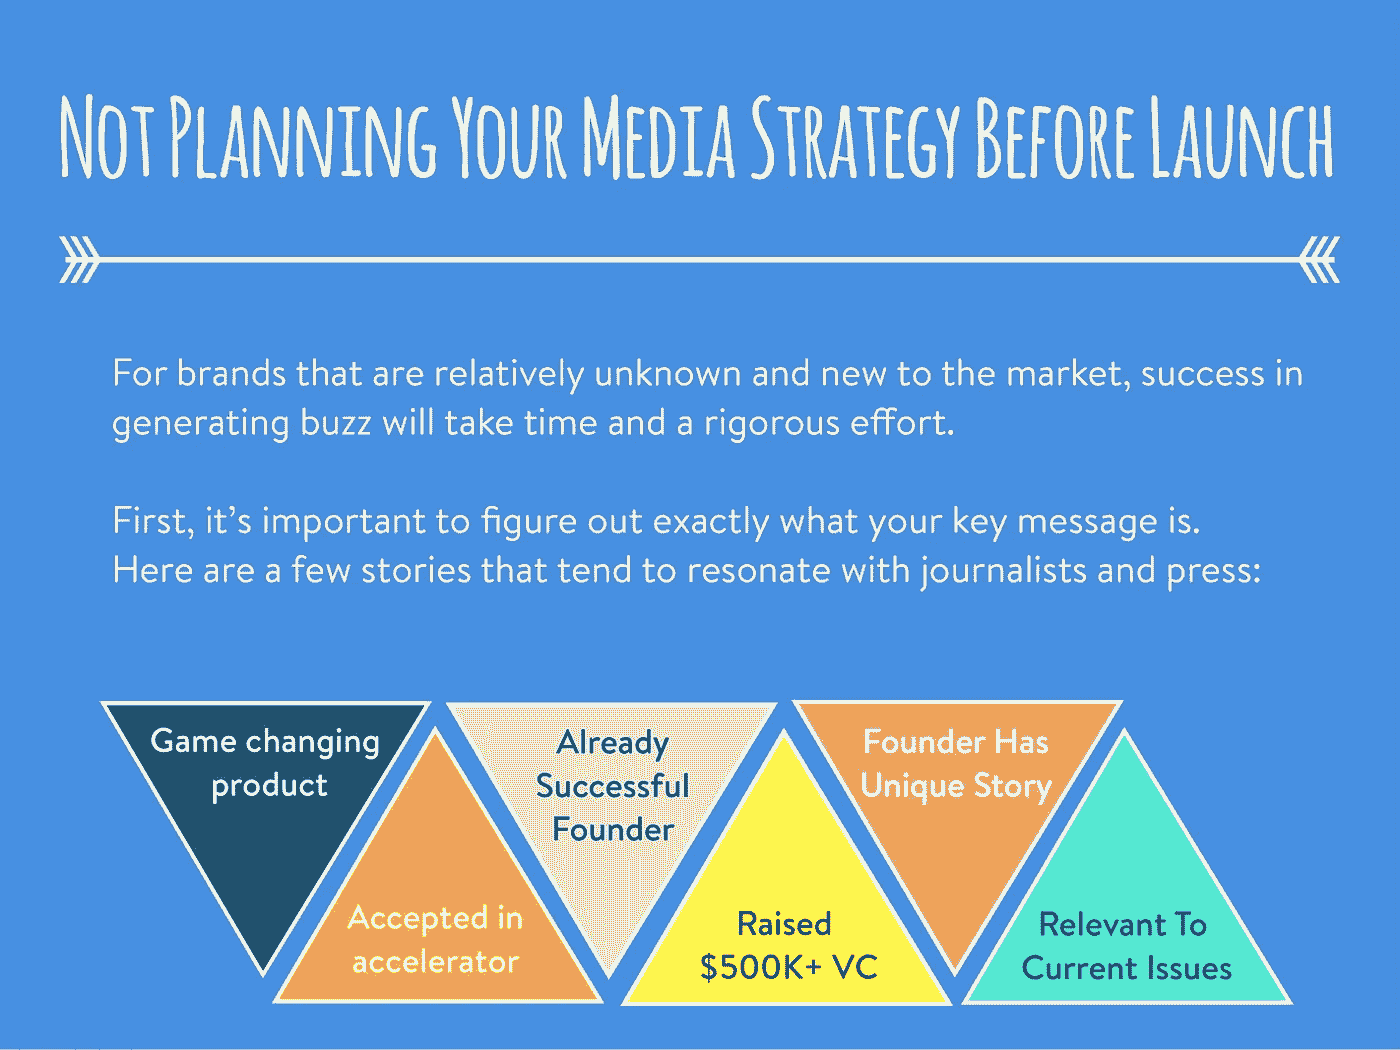 Not Planning Your Media Strategy Before Launch
For brands that are relatively unknown and new to the market, success in
generating buzz will take time and a rigorous effort.
First, it's important to figure out exactly what your key message is.
Here are a few stories that tend to resonate with journalists and press:
Game changing
product
Accepted in
accelerator
Already
Successful
Founder
Raised
$500K+ VC
Founder Has
Unique Story
Relevant To
Current Issues